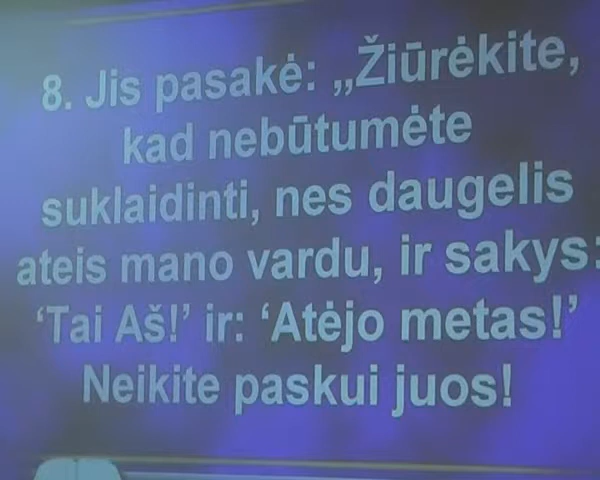 8. Jis pasakė: „Žiūrėkite,
kad nebūtumėte
suklaidinti, nes daugelis
ateis mano vardu, ir sakys:
‘Tai Aš!’ ir: ‘Atėjo metas!’
Neikite paskui juos!